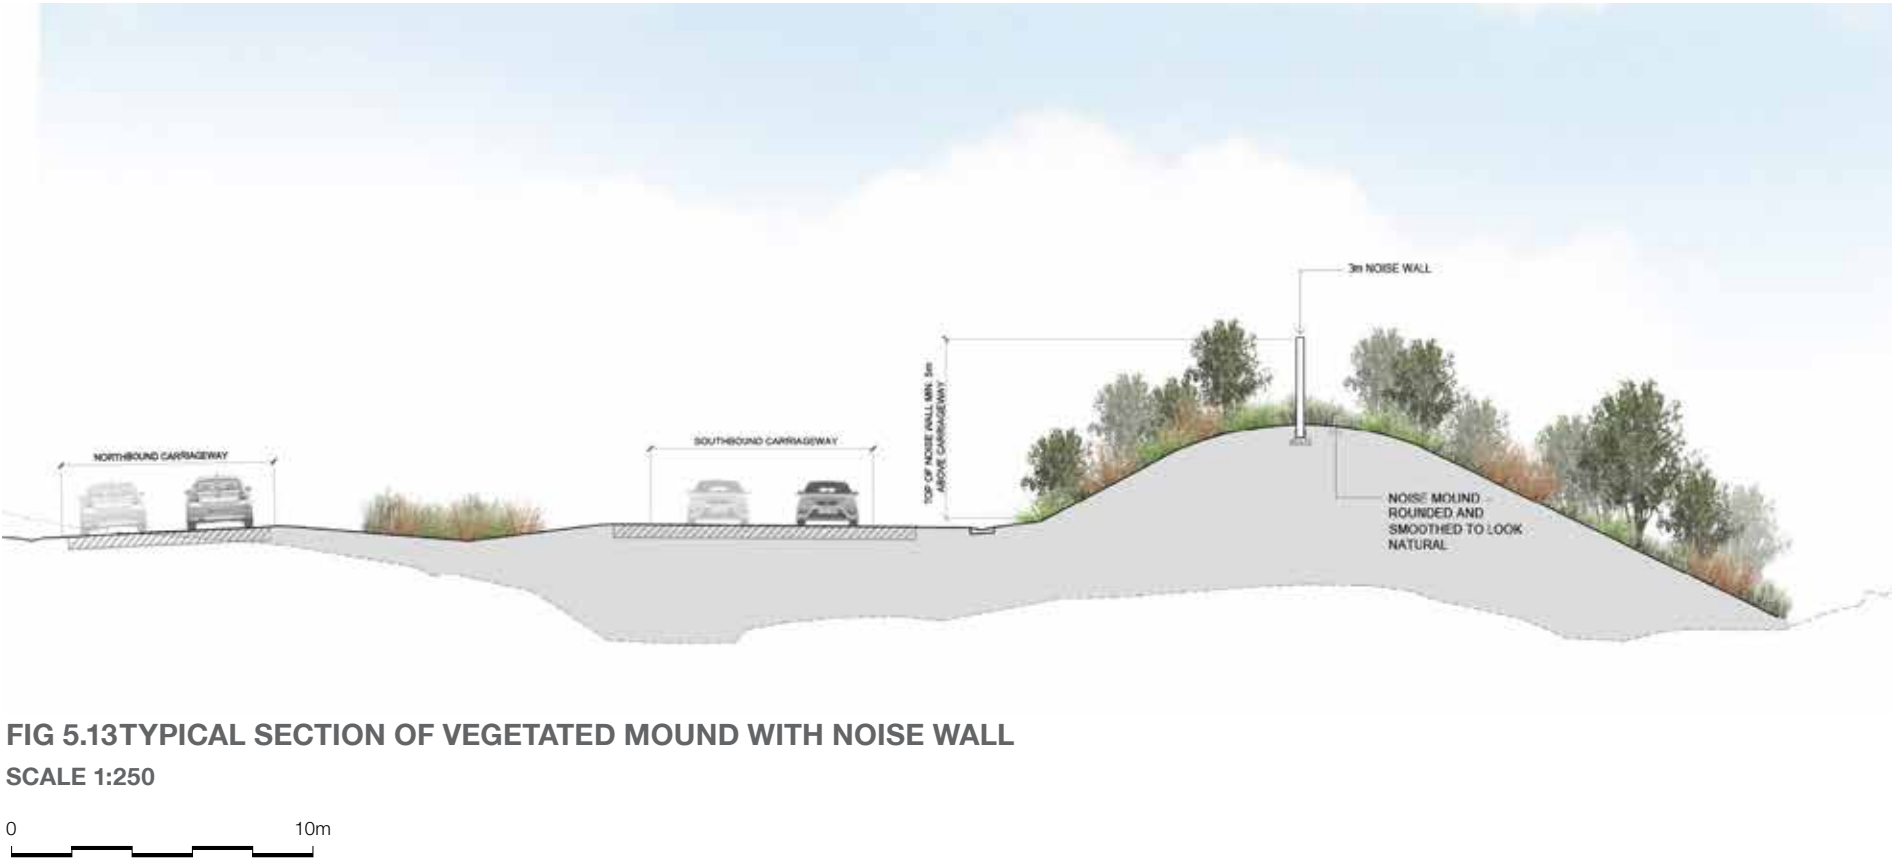 3m NOISE WALL
TOP OF NOISE WALL MIN. 5m
ABOVE CARRIAGEWAY
NORTHBOUND CARRIAGEWAY
SOUTHBOUND CARRIAGEWAY
NOISE MOUND
ROUNDED AND
SMOOTHED TO LOOK
NATURAL
FIG 5.13TYPICAL SECTION OF VEGETATED MOUND WITH NOISE WALL
SCALE 1:250
0 10m